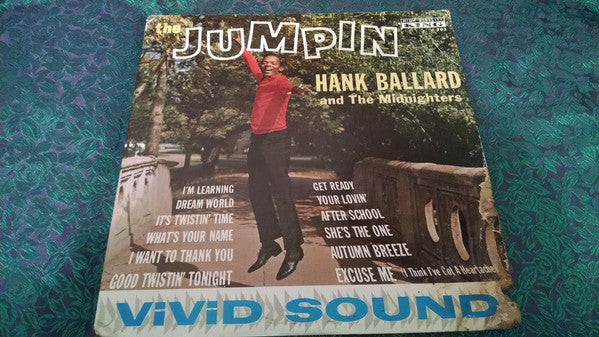 the JUMPIN
KING
HANK BALLARD
and The Midnighters
I'M LEARNING
DREAM WORLD
IT'S TWISTIN' TIME
WHAT'S YOUR NAME
I WANT TO THANK YOU
GOOD TWISTIN' TONIGHT
GET READY
YOUR LOVIN'
AFTER SCHOOL
SHE'S THE ONE
AUTUMN BREEZE
EXCUSE ME (I Think I've Got A Heartache
ViViD SOUND